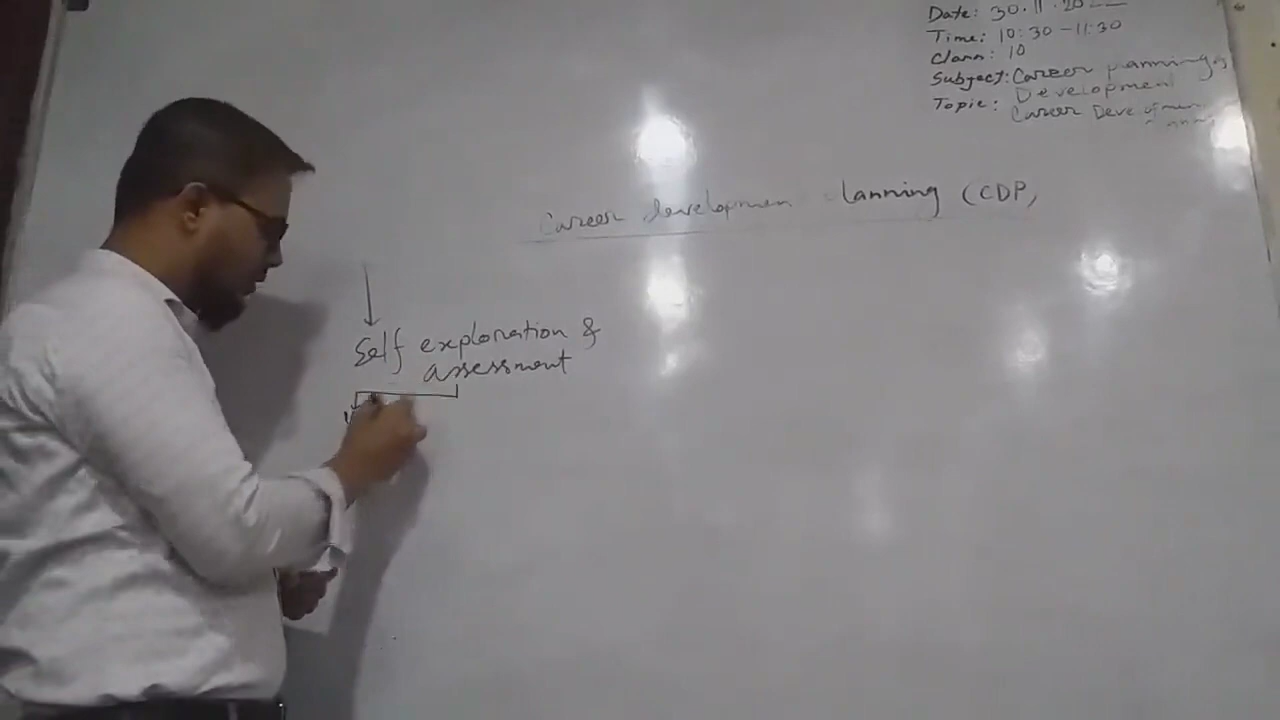 Date: 30.11.20
Time: 10:30-11:30
Class: 10
Subject: Career Planning &
Development
Topic: Career Development
Career Development Planning (CDP)
Self exploration &
assessment